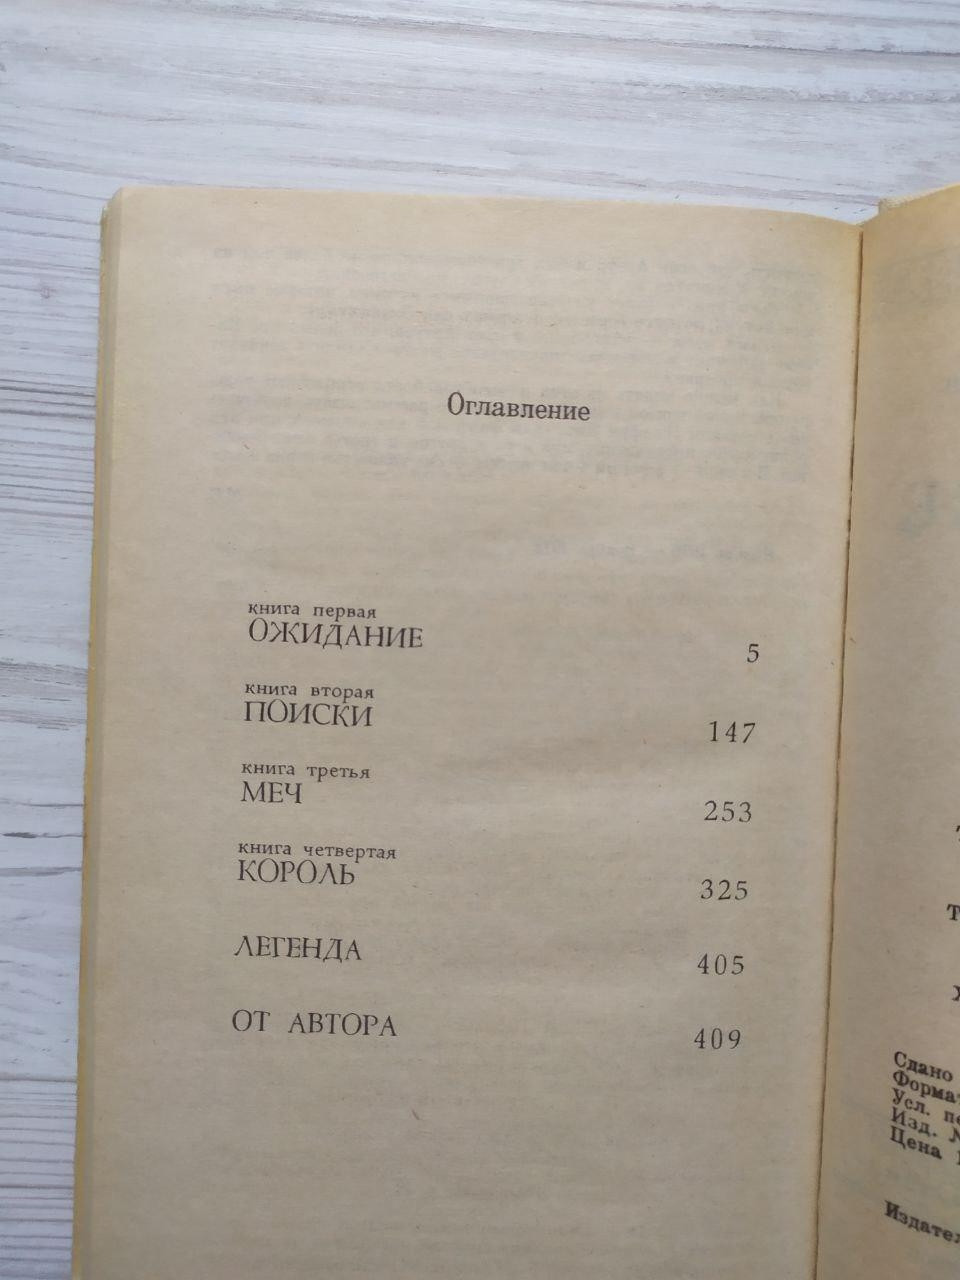 Оглавление
книга первая
ОЖИДАНИЕ 5
книга вторая
ПОИСКИ 147
книга третья
МЕЧ 253
книга четвертая
КОРОЛЬ 325
ЛЕГЕНДА 405
ОТ АВТОРА 409
Сдано
Усл.
Изд.
Цена